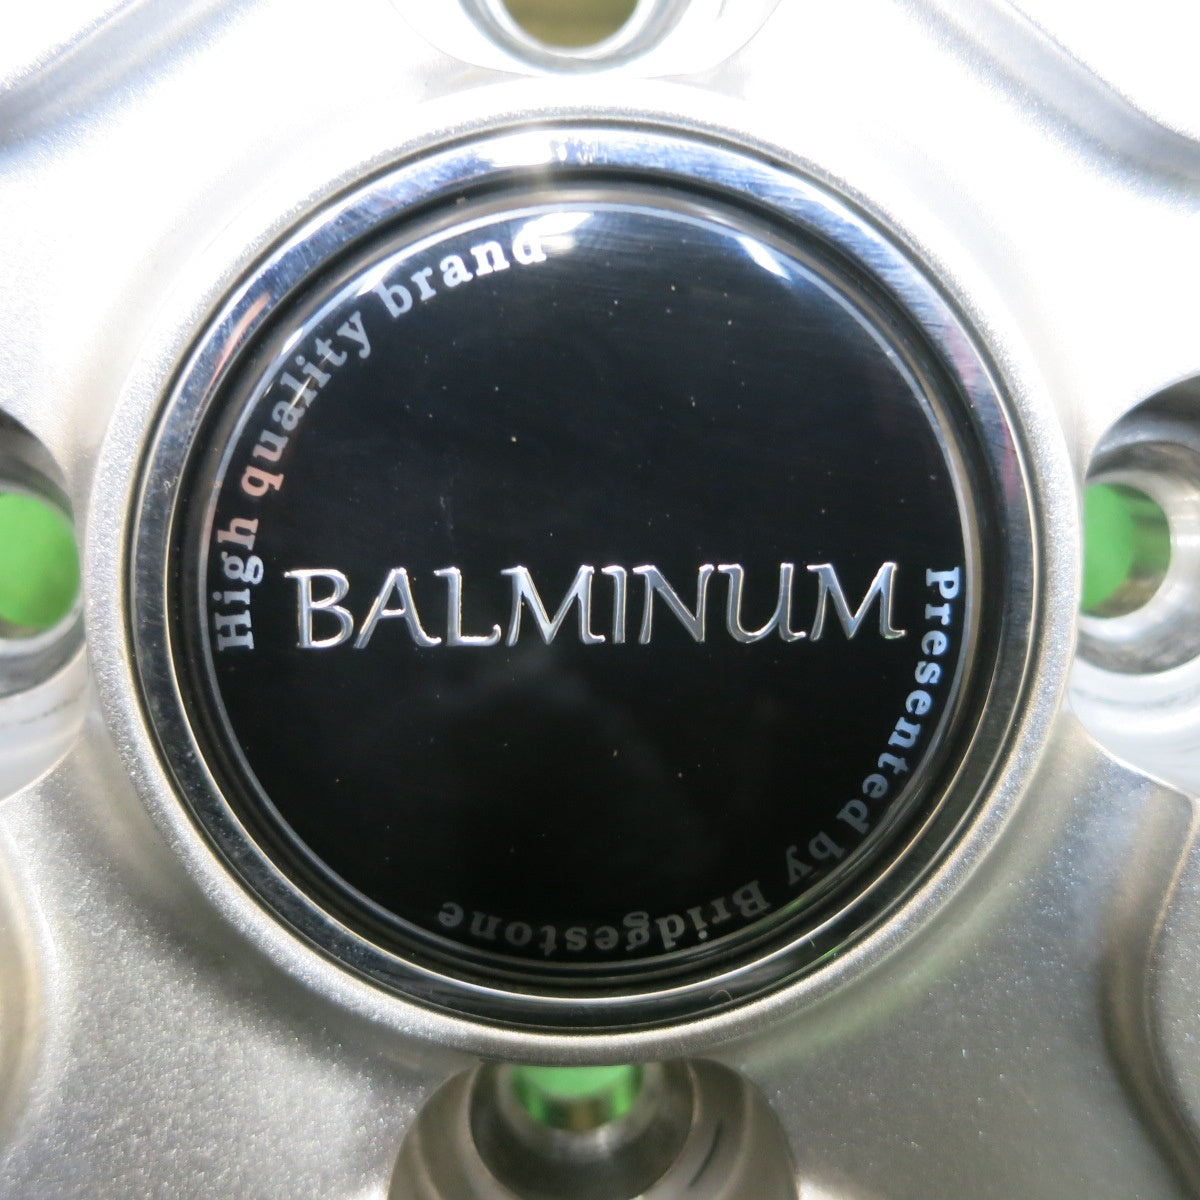 High quality brand
BALMINUM
Presented by Bridgestone